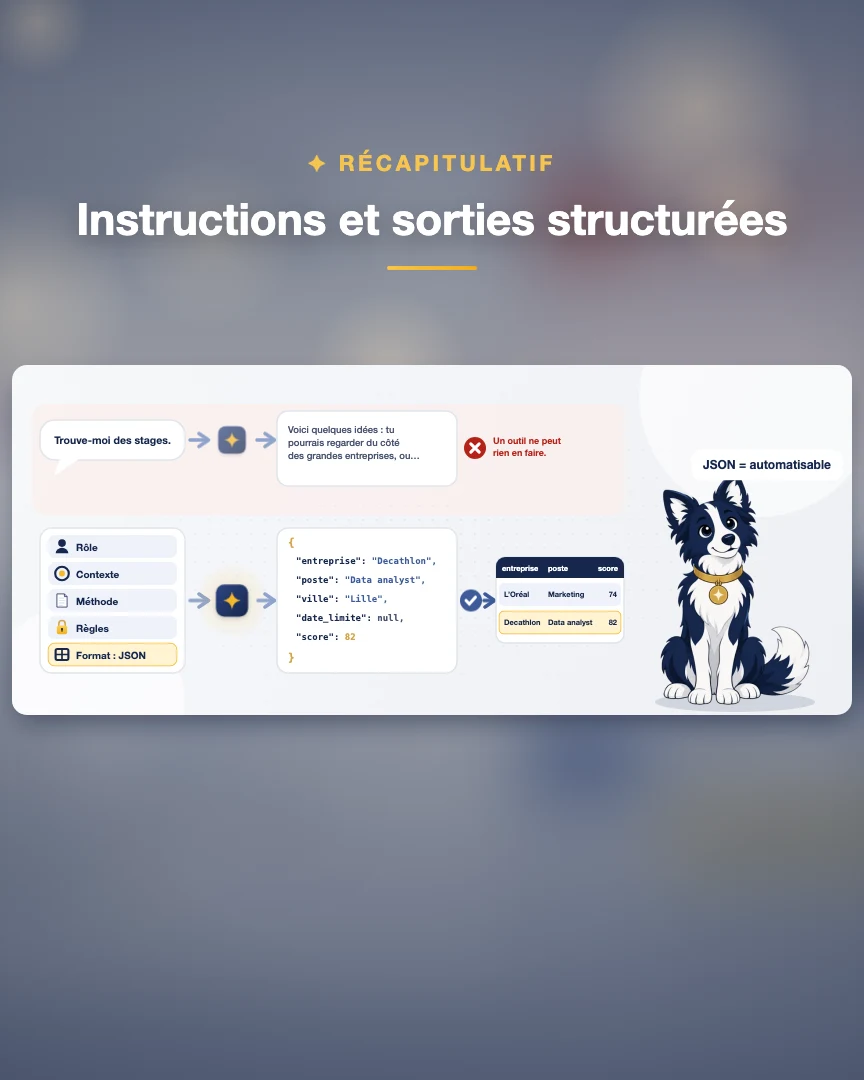 RÉCAPITULATIF
Instructions et sorties structurées
Trouve-moi des stages.
Voici quelques idées : tu
pourrais regarder du côté
des grandes entreprises, ou…
Un outil ne peut
rien en faire.
JSON = automatisable
Rôle
Contexte
Méthode
Règles
Format : JSON
{
"entreprise": "Decathlon",
"poste": "Data analyst",
"ville": "Lille",
"date_limite": null,
"score": 82
}
entreprise poste score
L'Oréal Marketing 74
Decathlon Data analyst 82